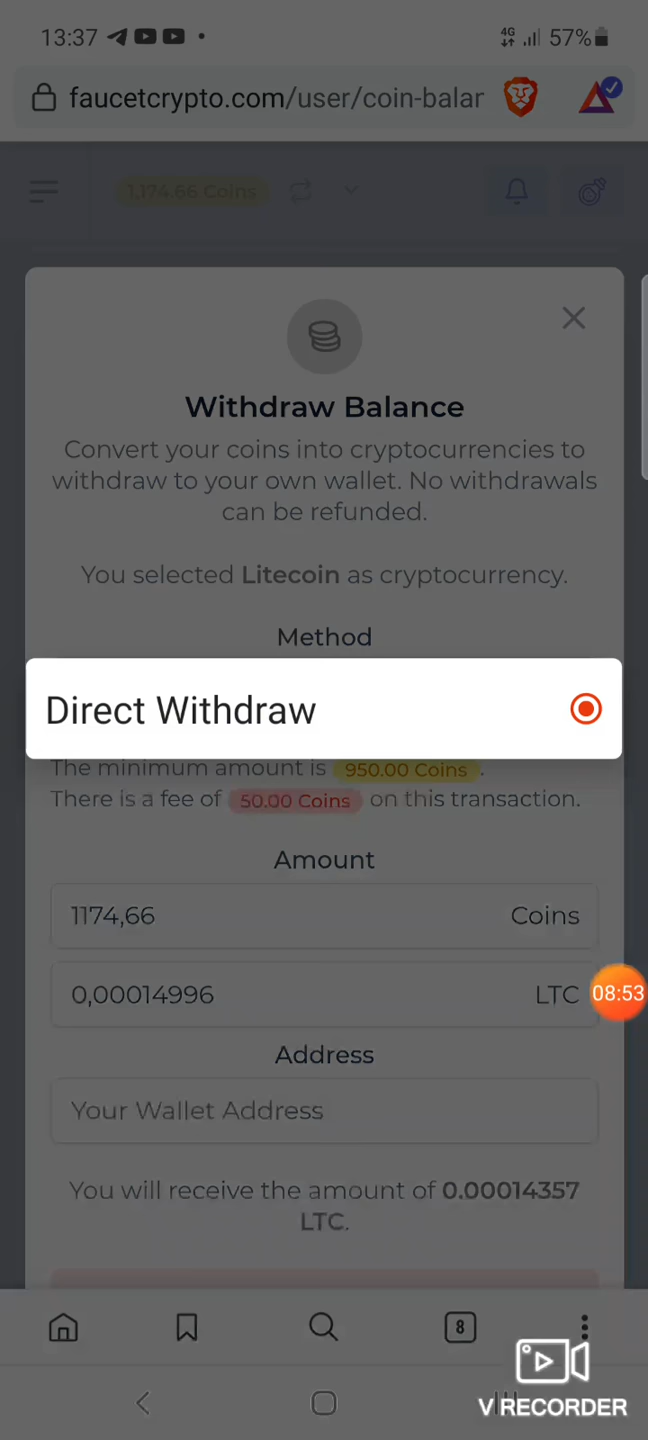 13:37
4G
57%
faucetcrypto.com/user/coin-balar
1,174.66 Coins
Withdraw Balance
Convert your coins into cryptocurrencies to
withdraw to your own wallet. No withdrawals
can be refunded.
You selected Litecoin as cryptocurrency.
Method
Direct Withdraw
The minimum amount is 950.00 Coins.
There is a fee of 50.00 Coins on this transaction.
Amount
1174,66 Coins
0,00014996 LTC
08:53
Address
Your Wallet Address
You will receive the amount of 0.00014357
LTC.
8
V RECORDER